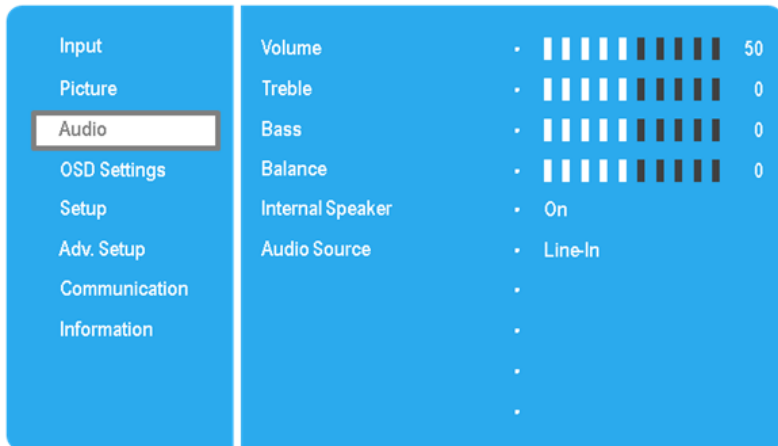 Input
Picture
Audio
OSD Settings
Setup
Adv. Setup
Communication
Information
Volume 50
Treble 0
Bass 0
Balance 0
Internal Speaker On
Audio Source Line-In